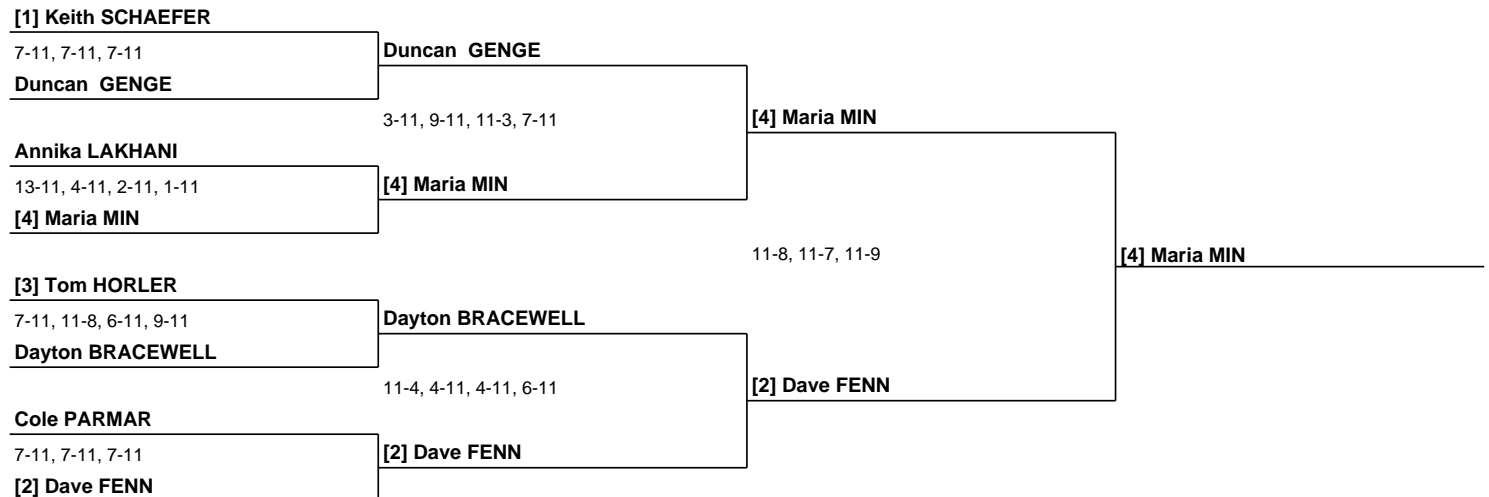 [1] Keith SCHAEFER
7-11, 7-11, 7-11
Duncan  GENGE
Duncan  GENGE
3-11, 9-11, 11-3, 7-11
[4] Maria MIN
Annika LAKHANI
13-11, 4-11, 2-11, 1-11
[4] Maria MIN
[4] Maria MIN
11-8, 11-7, 11-9
[4] Maria MIN
[3] Tom HORLER
7-11, 11-8, 6-11, 9-11
Dayton BRACEWELL
Dayton BRACEWELL
11-4, 4-11, 4-11, 6-11
[2] Dave FENN
Cole PARMAR
7-11, 7-11, 7-11
[2] Dave FENN
[2] Dave FENN